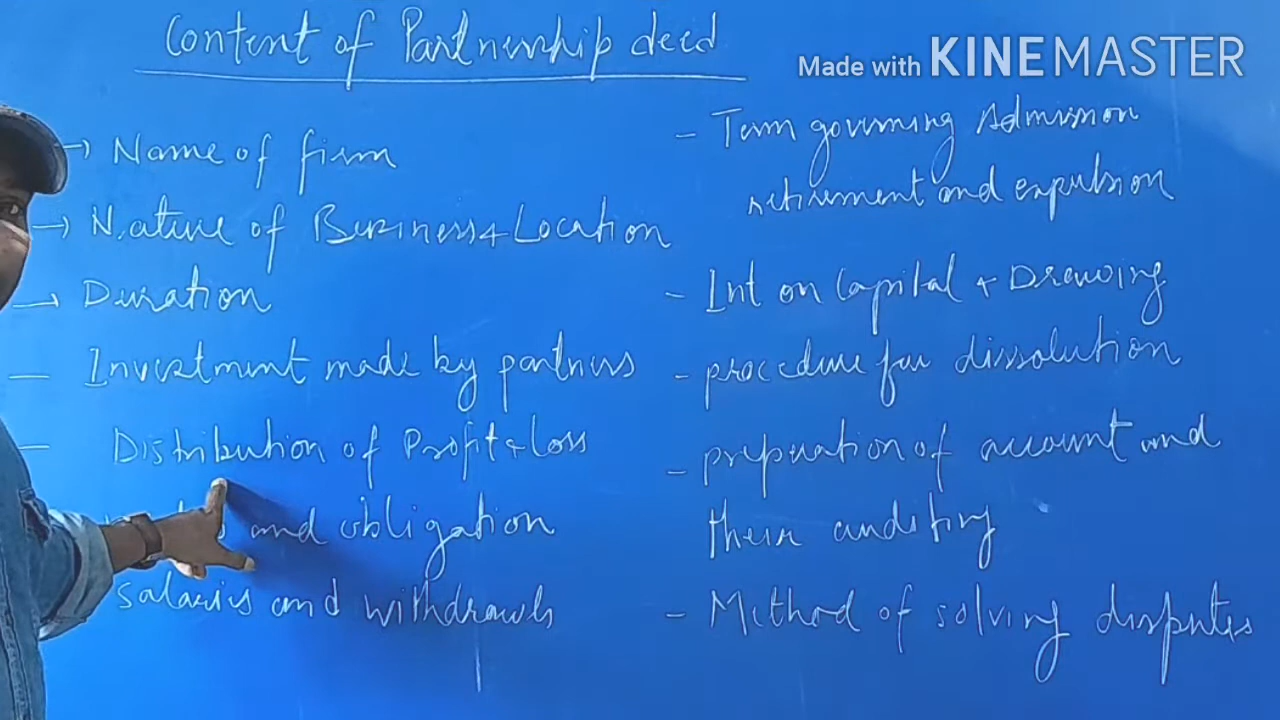 Content of Partnership deed
Made with KINEMASTER
→ Name of firm
→ Nature of Business & Location
→ Duration
— Investment made by partners
— Distribution of Profit & loss
and obligation
Salaries and withdrawls
- Term governing Admission
retirement and expulsion
- Int on Capital & Drawing
- procedure for dissolution
- preparation of account and
their auditing
- Method of solving disputes